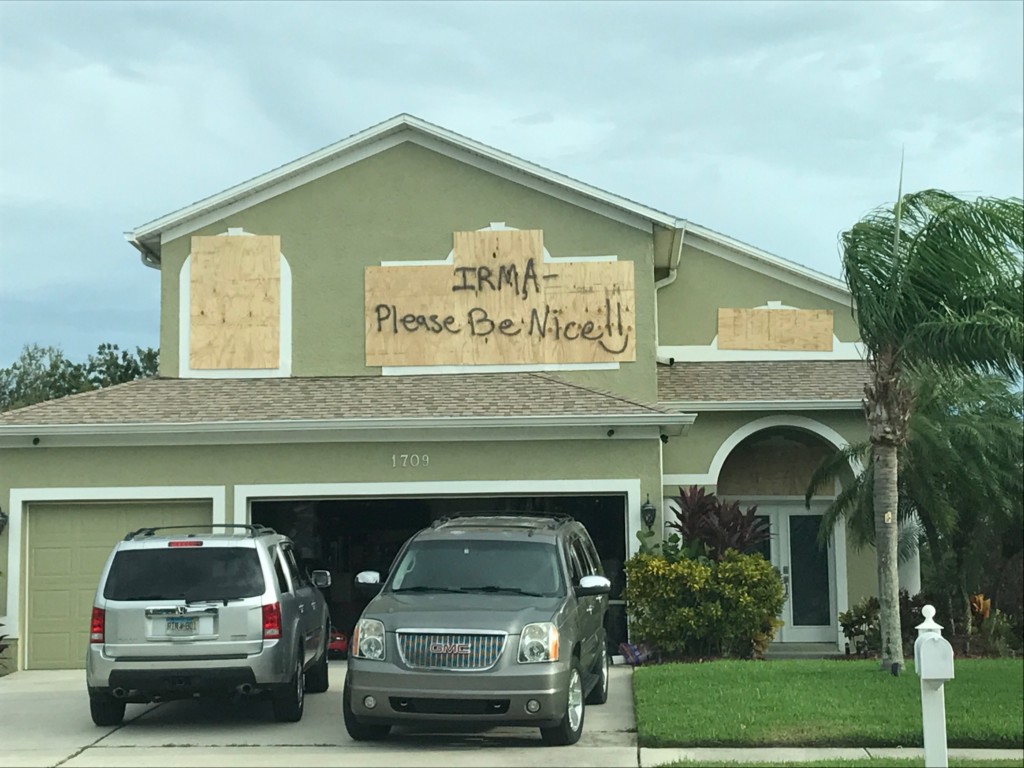 IRMA-
Please Be Nice!!
1709
GMC